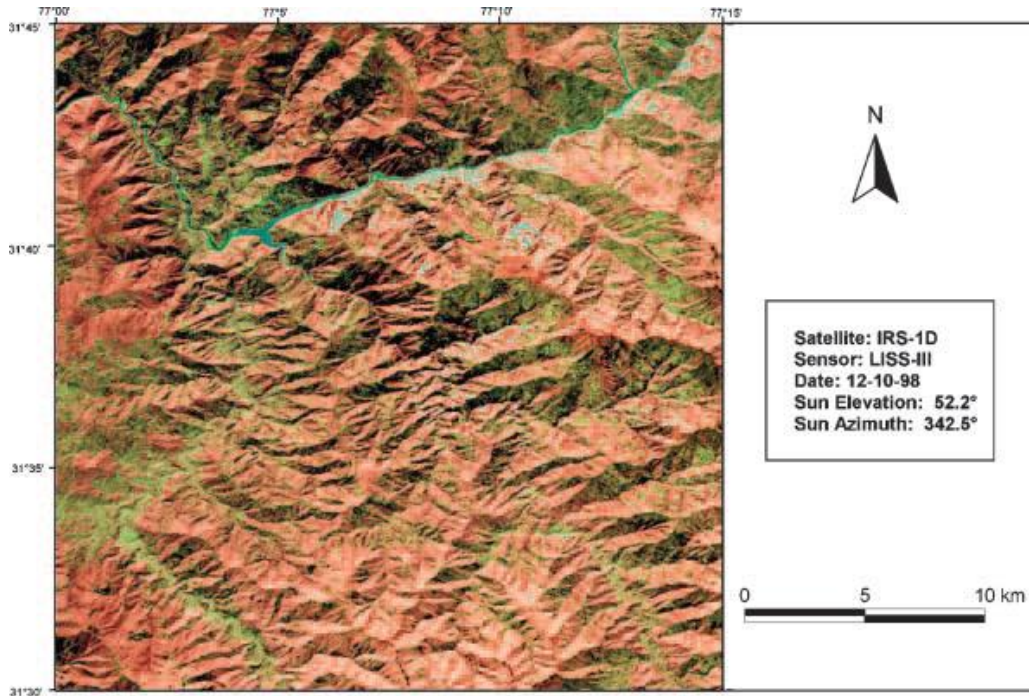 77°00' 77°5' 77°10' 77°15'
31°45'
31°40'
31°35'
31°30'
N
Satellite: IRS-1D
Sensor: LISS-III
Date: 12-10-98
Sun Elevation: 52.2°
Sun Azimuth: 342.5°
0 5 10 km